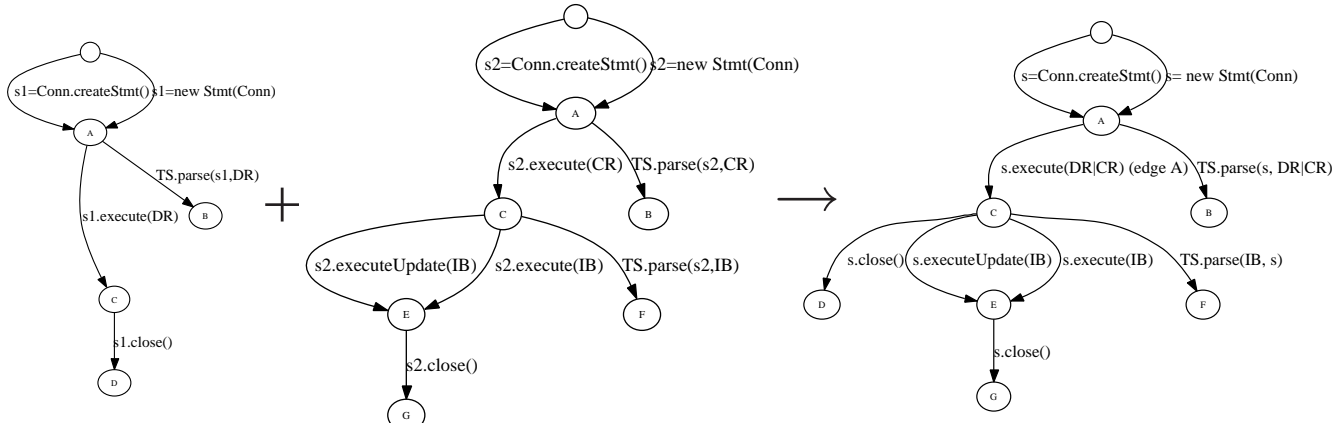 s1=Conn.createStmt() s1=new Stmt(Conn)
A
TS.parse(s1,DR)
s1.execute(DR)
B
C
s1.close()
D
+
s2=Conn.createStmt() s2=new Stmt(Conn)
A
s2.execute(CR) TS.parse(s2,CR)
C
B
s2.executeUpdate(IB) s2.execute(IB) TS.parse(s2,IB)
E
F
s2.close()
G
s=Conn.createStmt() s= new Stmt(Conn)
A
s.execute(DR|CR) (edge A) TS.parse(s, DR|CR)
C
B
s.close() s.executeUpdate(IB) s.execute(IB) TS.parse(IB, s)
D
E
F
s.close()
G